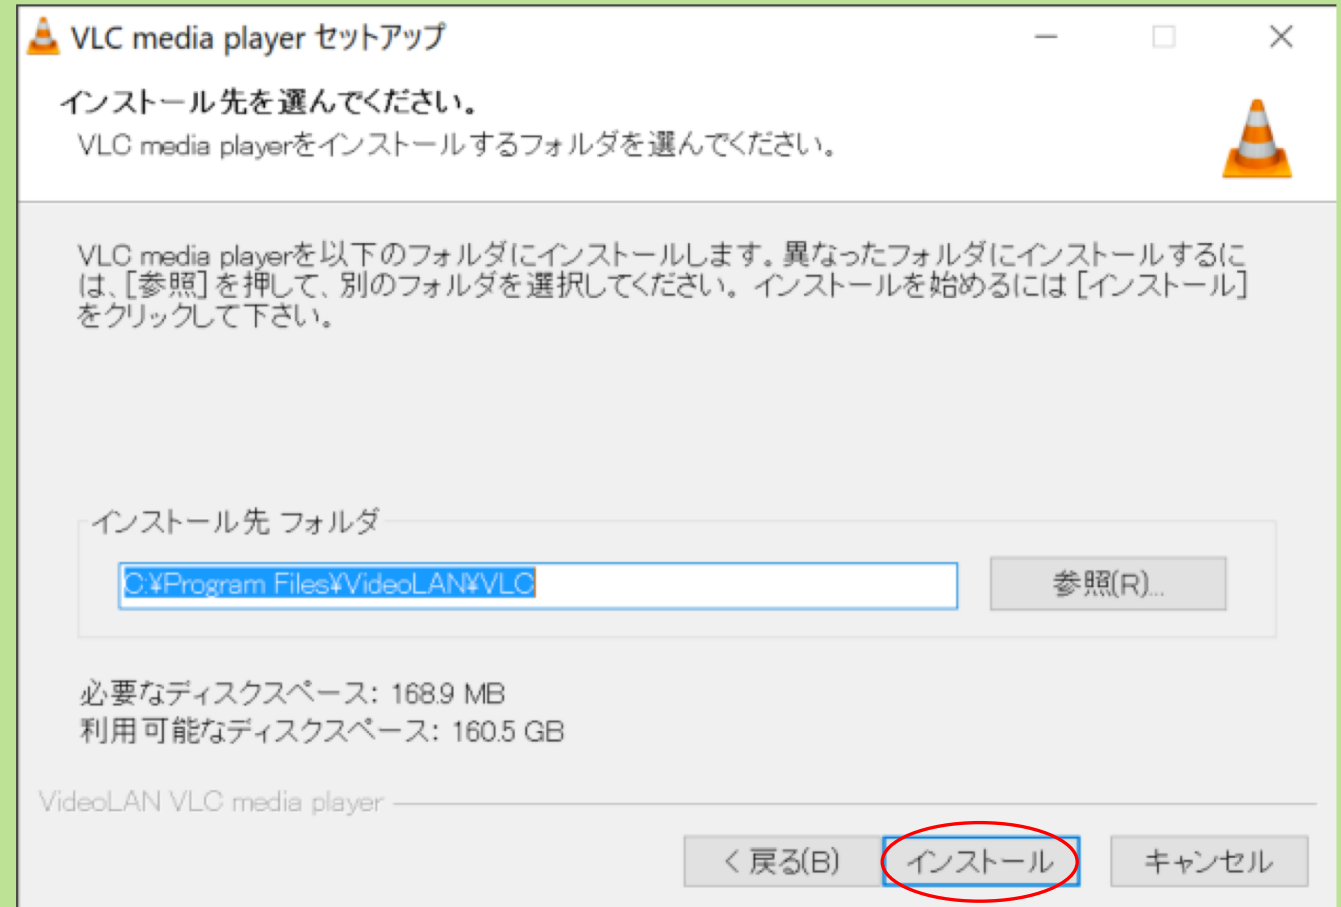 VLC media player セットアップ
インストール先を選んでください。
VLC media playerをインストールするフォルダを選んでください。
VLC media playerを以下のフォルダにインストールします。異なったフォルダにインストールするに
は、[参照] を押して、別のフォルダを選択してください。インストールを始めるには [インストール]
をクリックして下さい。
インストール先 フォルダ
C:¥Program Files¥VideoLAN¥VLC
参照(R)...
必要なディスクスペース: 168.9 MB
利用可能なディスクスペース: 160.5 GB
VideoLAN VLC media player
< 戻る(B) インストール キャンセル